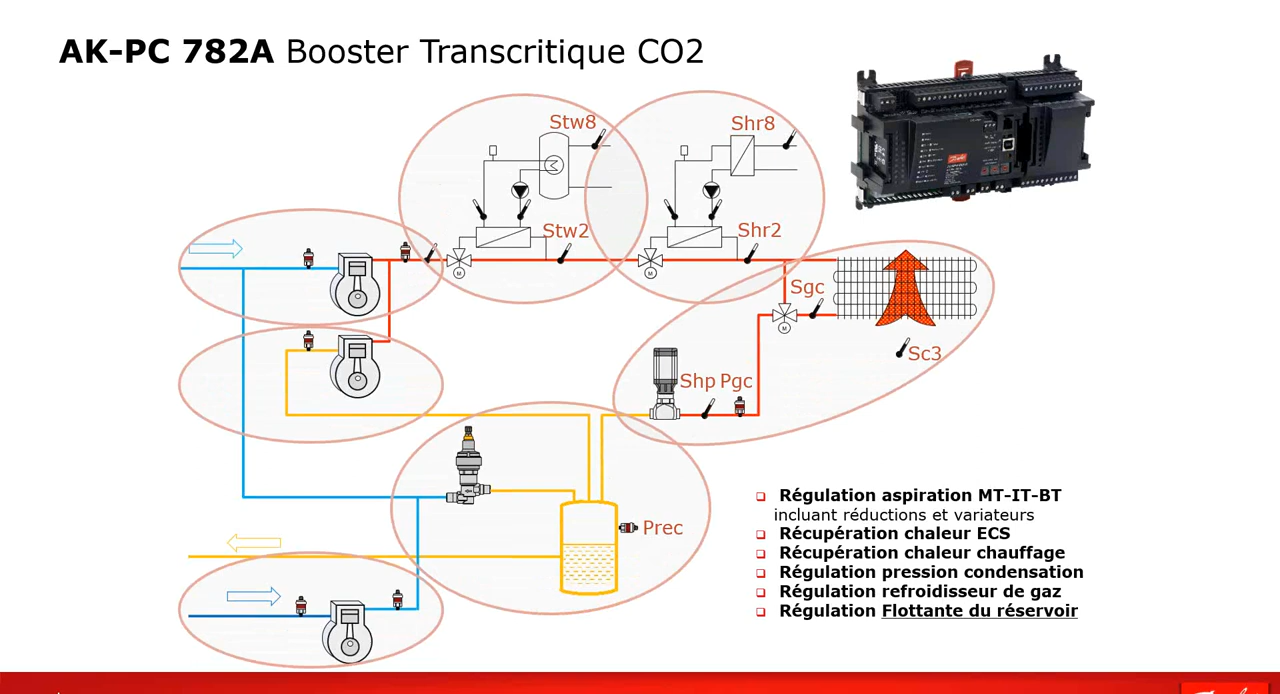 AK-PC 782A Booster Transcritique CO2
Stw8
Shr8
Stw2
Shr2
Sgc
Sc3
Shp Pgc
Prec
M
M
M
Danfoss
Régulation aspiration MT-IT-BT
incluant réductions et variateurs
Récupération chaleur ECS
Récupération chaleur chauffage
Régulation pression condensation
Régulation refroidisseur de gaz
Régulation Flottante du réservoir